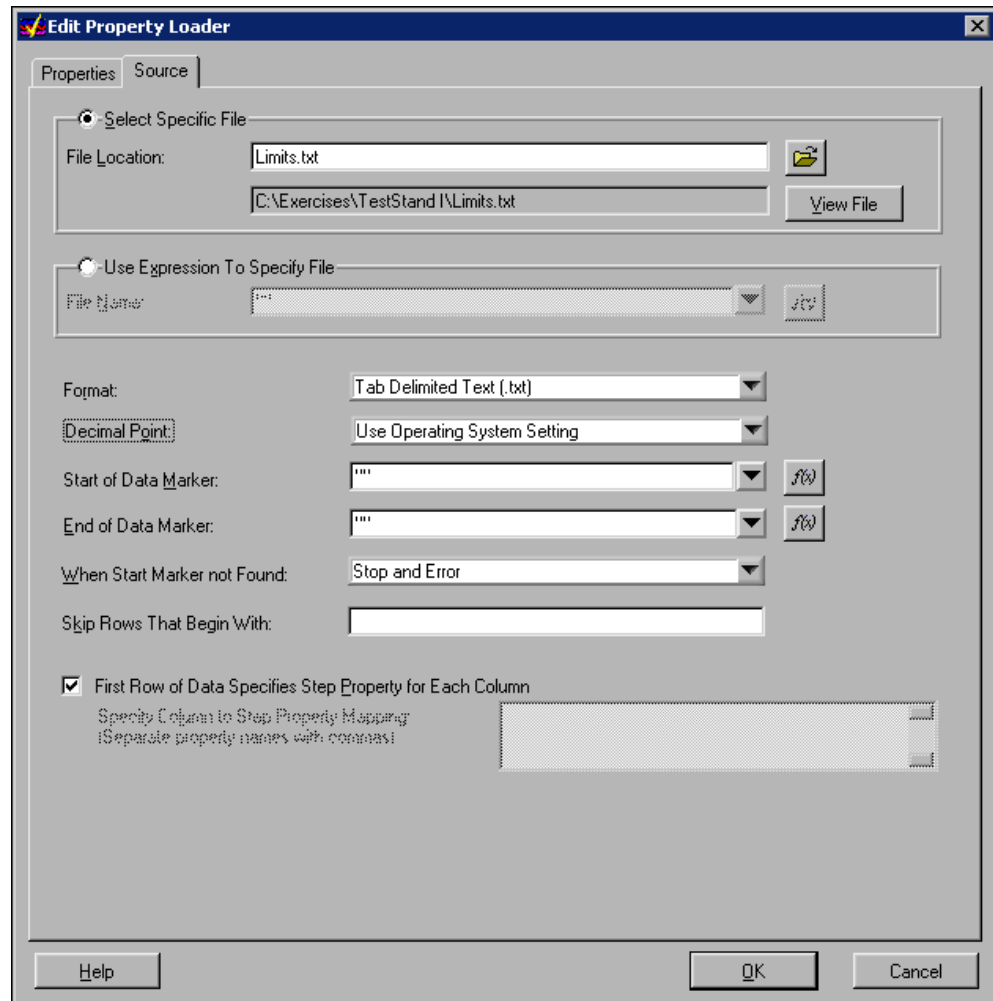 Edit Property Loader
Properties Source
Select Specific File
File Location: Limits.txt
C:\Exercises\TestStand I\Limits.txt View File
Use Expression To Specify File
File Name: ""
Format: Tab Delimited Text (.txt)
Decimal Point: Use Operating System Setting
Start of Data Marker: "" f(x)
End of Data Marker: "" f(x)
When Start Marker not Found: Stop and Error
Skip Rows That Begin With:
First Row of Data Specifies Step Property for Each Column
Specify Column to Step Property Mapping:
(Separate property names with commas)
Help OK Cancel